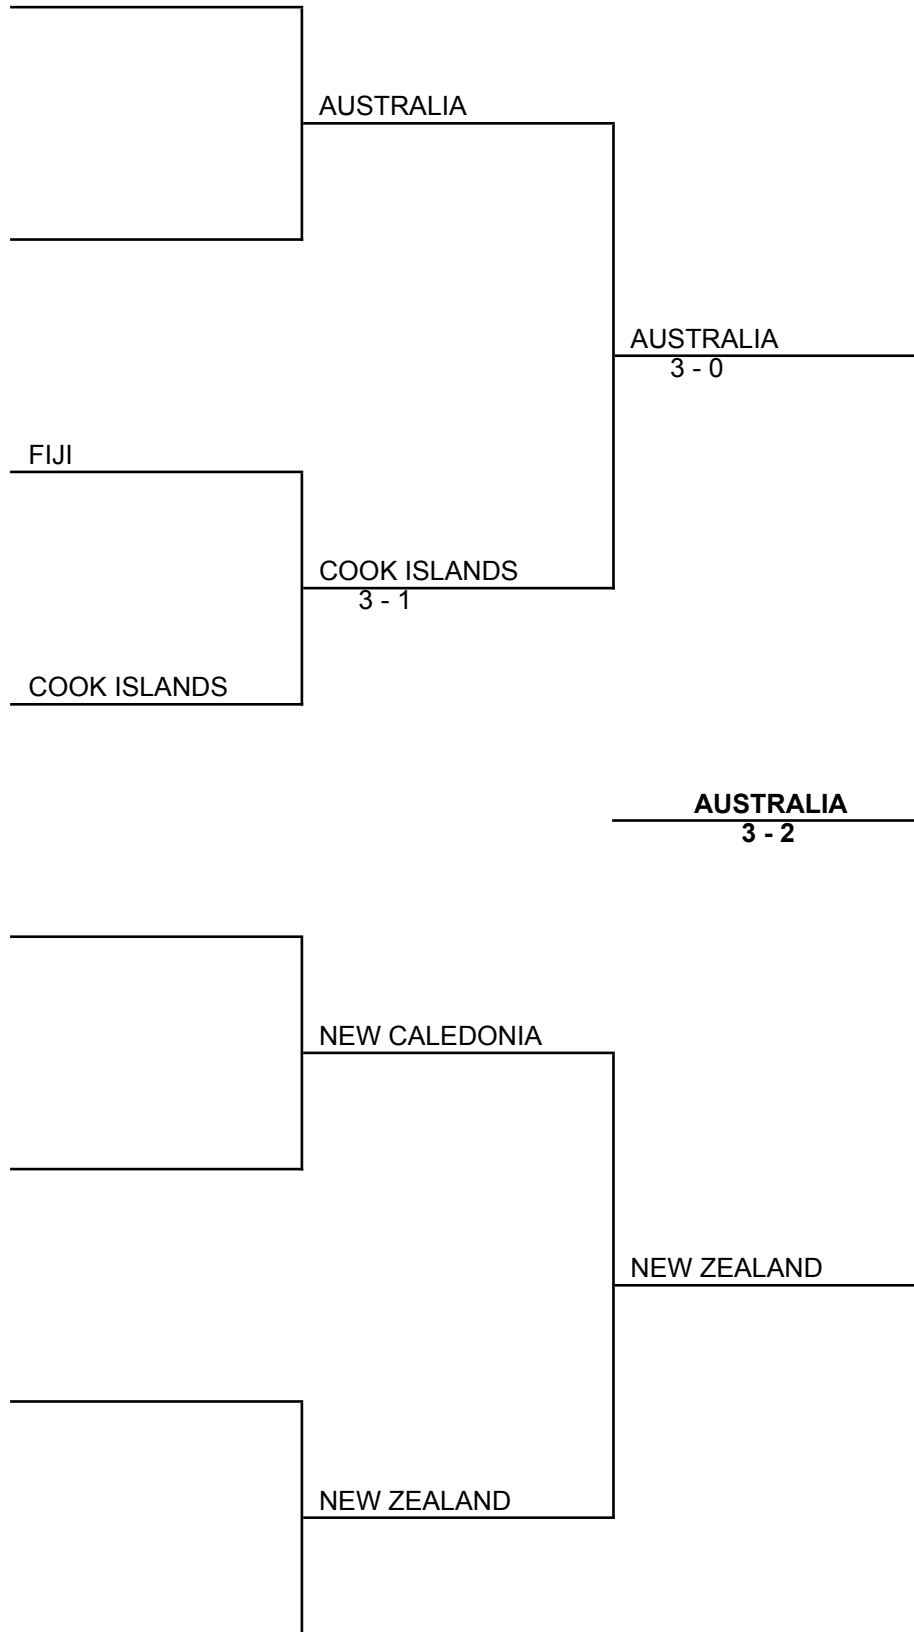 AUSTRALIA
AUSTRALIA
3 - 0
FIJI
COOK ISLANDS
3 - 1
COOK ISLANDS
AUSTRALIA
3 - 2
NEW CALEDONIA
NEW ZEALAND
NEW ZEALAND